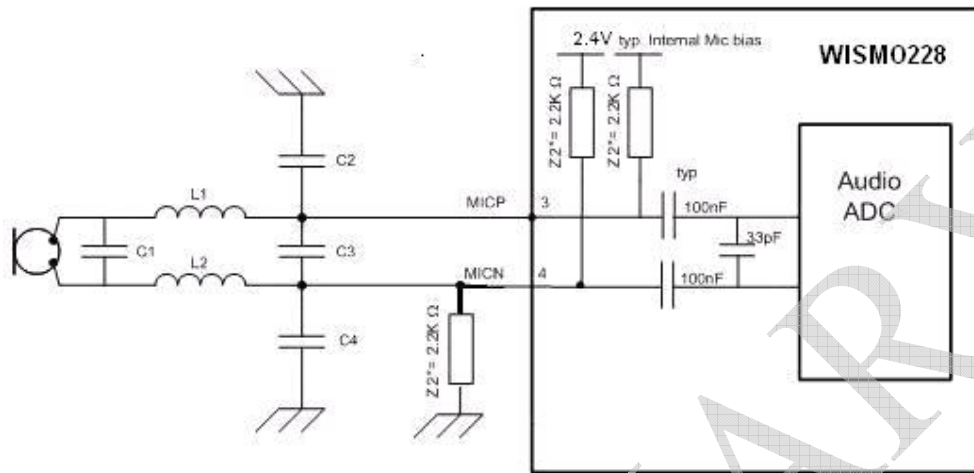 2.4V typ. Internal Mic bias
WISMO228
Z2*= 2.2K Ω
Z2*= 2.2K Ω
C2
typ
L1
MICP
3
100nF
Audio
ADC
C1
C3
33pF
L2
MICN
4
100nF
C4
Z2*= 2.2K Ω
ARY